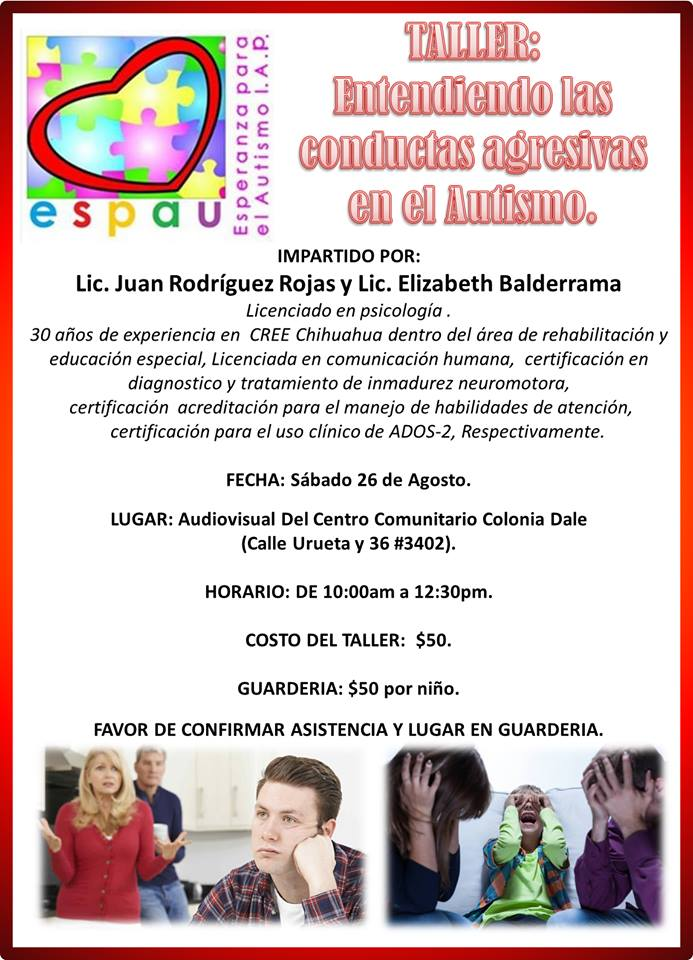 espau
Esperanza para
el Autismo I.A.P.
TALLER:
Entendiendo las
conductas agresivas
en el Autismo.
IMPARTIDO POR:
Lic. Juan Rodríguez Rojas y Lic. Elizabeth Balderrama
Licenciado en psicología .
30 años de experiencia en CREE Chihuahua dentro del área de rehabilitación y
educación especial, Licenciada en comunicación humana, certificación en
diagnostico y tratamiento de inmadurez neuromotora,
certificación acreditación para el manejo de habilidades de atención,
certificación para el uso clínico de ADOS-2, Respectivamente.
FECHA: Sábado 26 de Agosto.
LUGAR: Audiovisual Del Centro Comunitario Colonia Dale
(Calle Urueta y 36 #3402).
HORARIO: DE 10:00am a 12:30pm.
COSTO DEL TALLER: $50.
GUARDERIA: $50 por niño.
FAVOR DE CONFIRMAR ASISTENCIA Y LUGAR EN GUARDERIA.